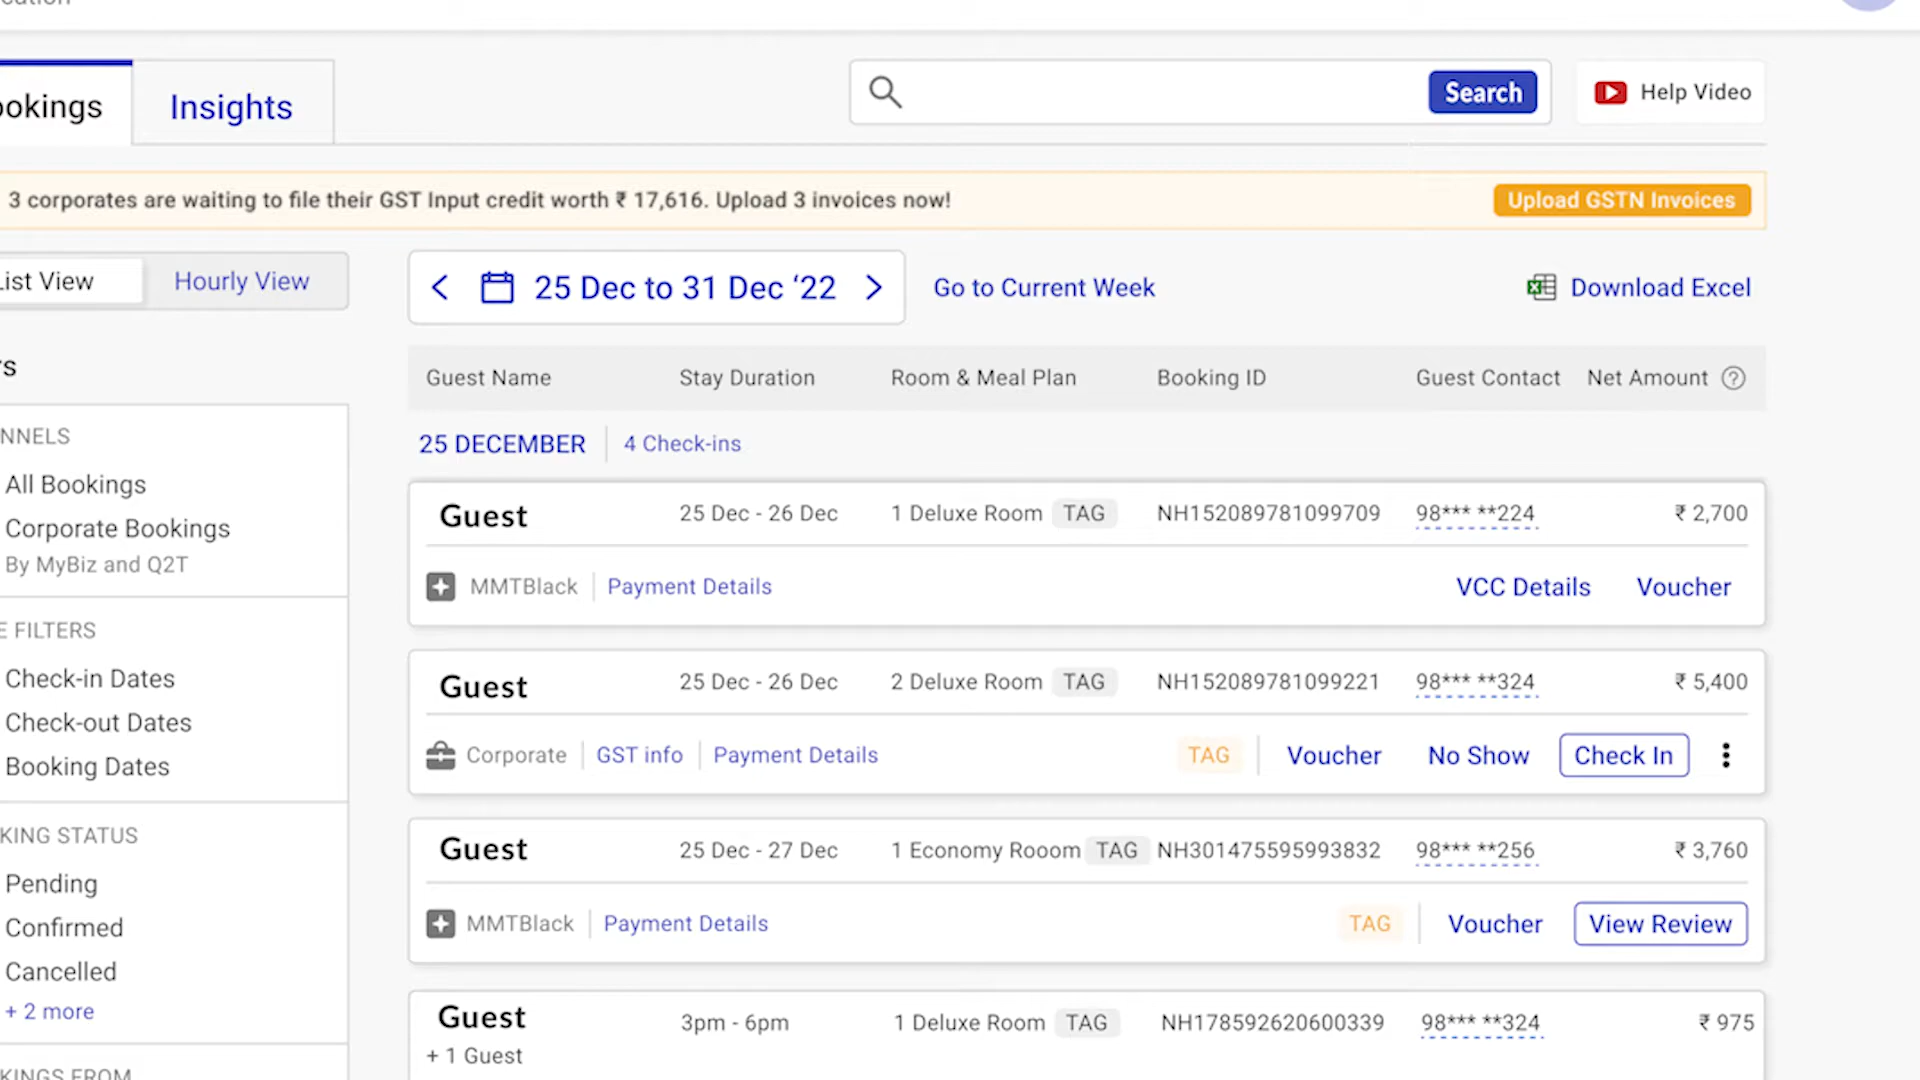 Insights
Search
Help Video
3 corporates are waiting to file their GST Input credit worth ₹ 17,616. Upload 3 invoices now!
Upload GSTN Invoices
List View
Hourly View
25 Dec to 31 Dec ‘22
Go to Current Week
Download Excel
Guest Name Stay Duration Room & Meal Plan Booking ID Guest Contact Net Amount ?
25 DECEMBER 4 Check-ins
All Bookings
Corporate Bookings
By MyBiz and Q2T
FILTERS
Check-in Dates
Check-out Dates
Booking Dates
STATUS
Pending
Confirmed
Cancelled
+ 2 more
Guest 25 Dec - 26 Dec 1 Deluxe Room TAG NH152089781099709 98*** **224 ₹ 2,700
MMTBlack Payment Details VCC Details Voucher
Guest 25 Dec - 26 Dec 2 Deluxe Room TAG NH152089781099221 98*** **324 ₹ 5,400
Corporate GST info Payment Details TAG Voucher No Show Check In
Guest 25 Dec - 27 Dec 1 Economy Rooom TAG NH301475595993832 98*** **256 ₹ 3,760
MMTBlack Payment Details TAG Voucher View Review
Guest 3pm - 6pm 1 Deluxe Room TAG NH178592620600339 98*** **324 ₹ 975
+ 1 Guest